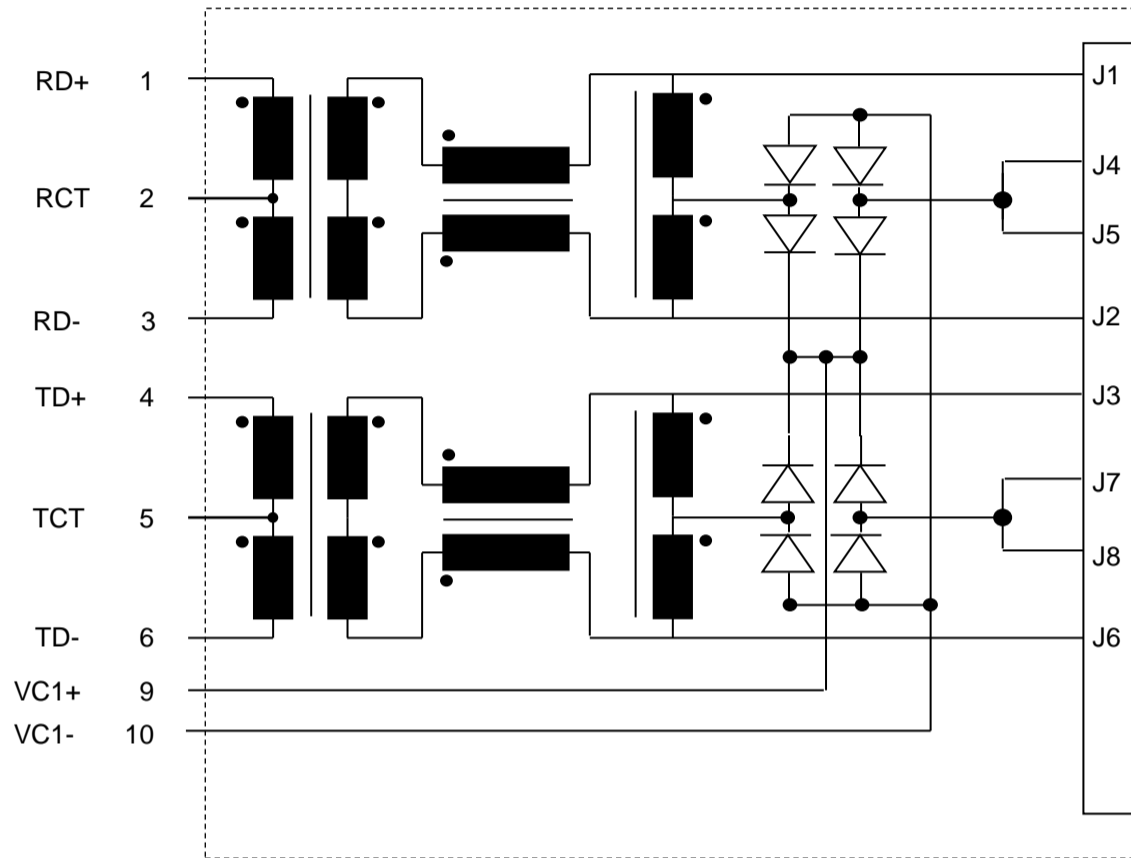 RD+ 1
J1
J4
RCT 2
J5
RD- 3
J2
TD+ 4
J3
J7
TCT 5
J8
TD- 6
J6
VC1+ 9
VC1- 10